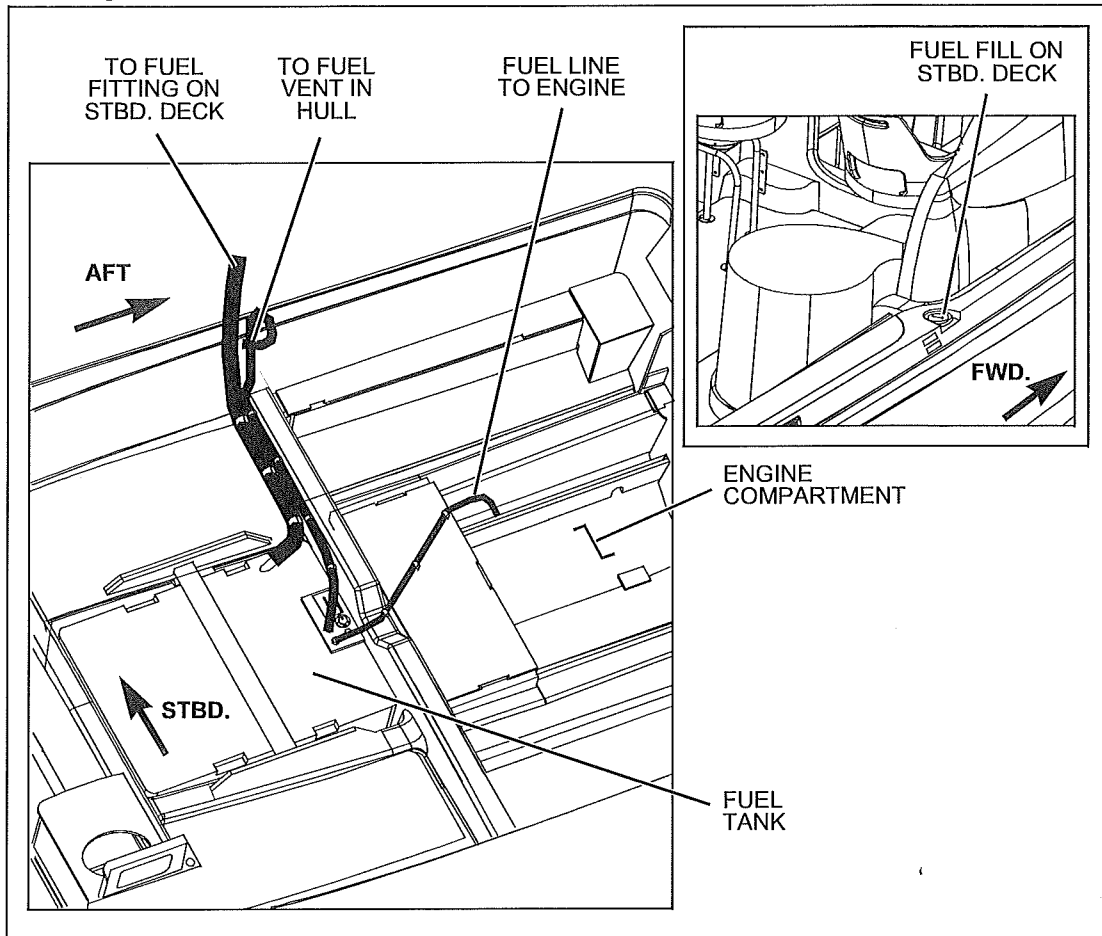 TO FUEL
FITTING ON
STBD. DECK
TO FUEL
VENT IN
HULL
FUEL LINE
TO ENGINE
FUEL FILL ON
STBD. DECK
AFT
FWD.
ENGINE
COMPARTMENT
STBD.
FUEL
TANK